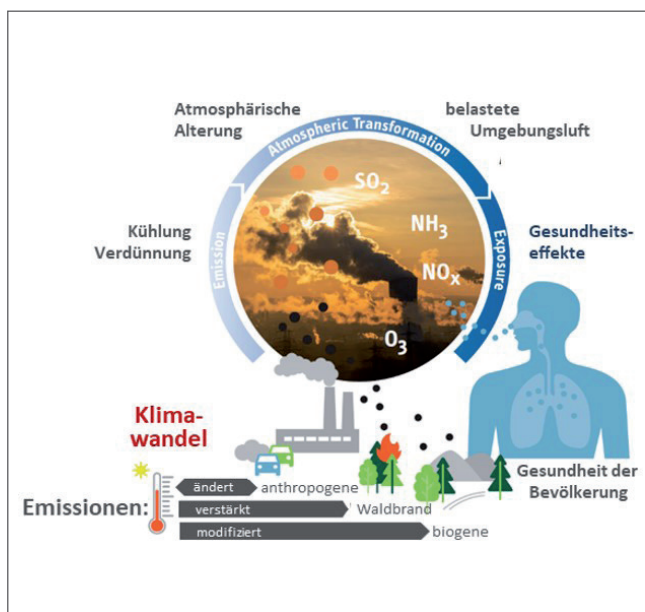 Atmosphärische
Alterung
belastete
Umgebungsluft
Atmospheric Transformation
SO2
Kühlung
Verdünnung
Emission
NH3
Exposure
Gesundheits-
effekte
NOx
O3
Klima-
wandel
Gesundheit der
Bevölkerung
Emissionen:
ändert
anthropogene
verstärkt
Waldbrand
modifiziert
biogene